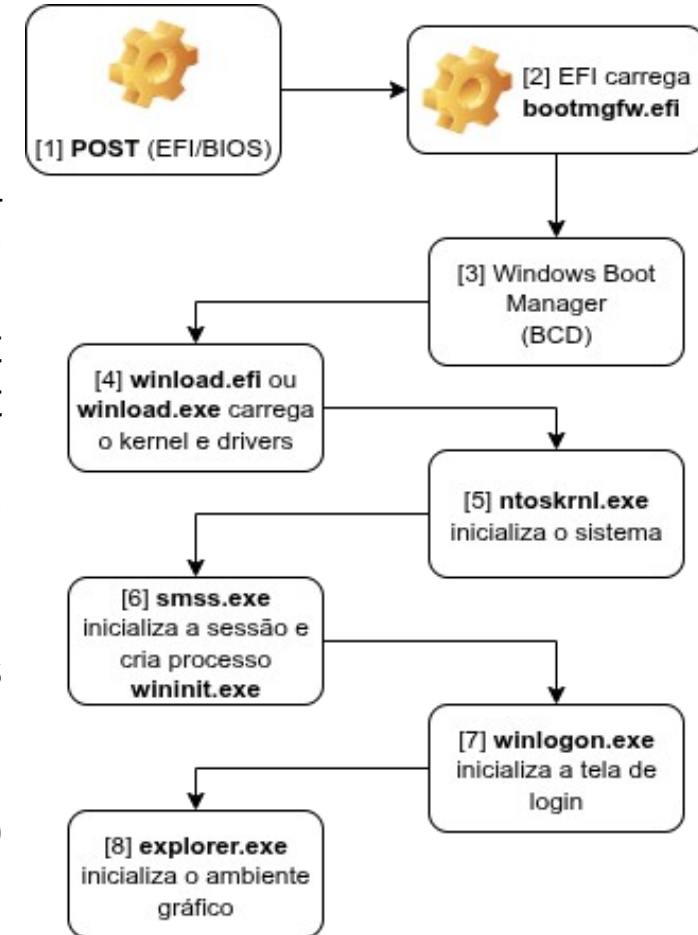 [1] POST (EFI/BIOS)
[2] EFI carrega
bootmgfw.efi
[3] Windows Boot
Manager
(BCD)
[4] winload.efi ou
winload.exe carrega
o kernel e drivers
[5] ntoskrnl.exe
inicializa o sistema
[6] smss.exe
inicializa a sessão e
cria processo
wininit.exe
[7] winlogon.exe
inicializa a tela de
login
[8] explorer.exe
inicializa o ambiente
gráfico